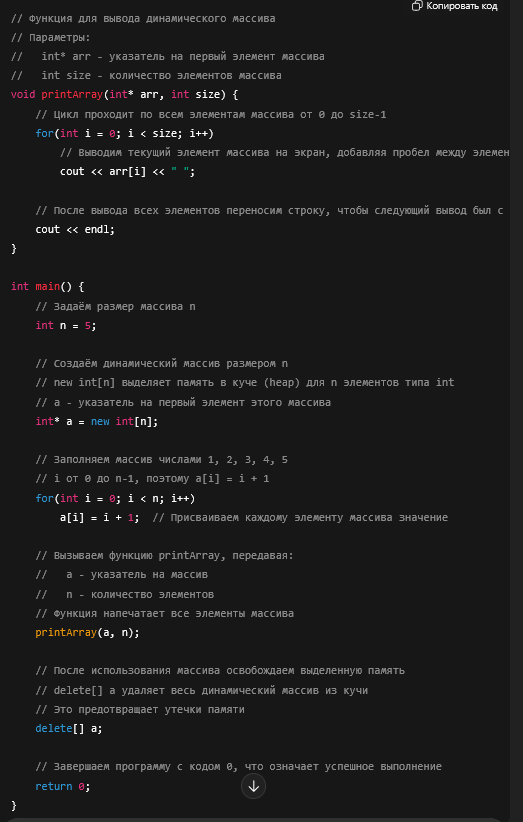 Копировать код
// Функция для вывода динамического массива
// Параметры:
//   int* arr - указатель на первый элемент массива
//   int size - количество элементов массива
void printArray(int* arr, int size) {
    // Цикл проходит по всем элементам массива от 0 до size-1
    for(int i = 0; i < size; i++)
        // Выводим текущий элемент массива на экран, добавляя пробел между элемен
        cout << arr[i] << " ";
    // После вывода всех элементов переносим строку, чтобы следующий вывод был с
    cout << endl;
}
int main() {
    // Задаём размер массива n
    int n = 5;
    // Создаём динамический массив размером n
    // new int[n] выделяет память в куче (heap) для n элементов типа int
    // a - указатель на первый элемент этого массива
    int* a = new int[n];
    // Заполняем массив числами 1, 2, 3, 4, 5
    // i от 0 до n-1, поэтому a[i] = i + 1
    for(int i = 0; i < n; i++)
        a[i] = i + 1;  // Присваиваем каждому элементу массива значение
    // Вызываем функцию printArray, передавая:
    //   a - указатель на массив
    //   n - количество элементов
    // Функция напечатает все элементы массива
    printArray(a, n);
    // После использования массива освобождаем выделенную память
    // delete[] a удаляет весь динамический массив из кучи
    // Это предотвращает утечки памяти
    delete[] a;
    // Завершаем программу с кодом 0, что означает успешное выполнение
    return 0;
}